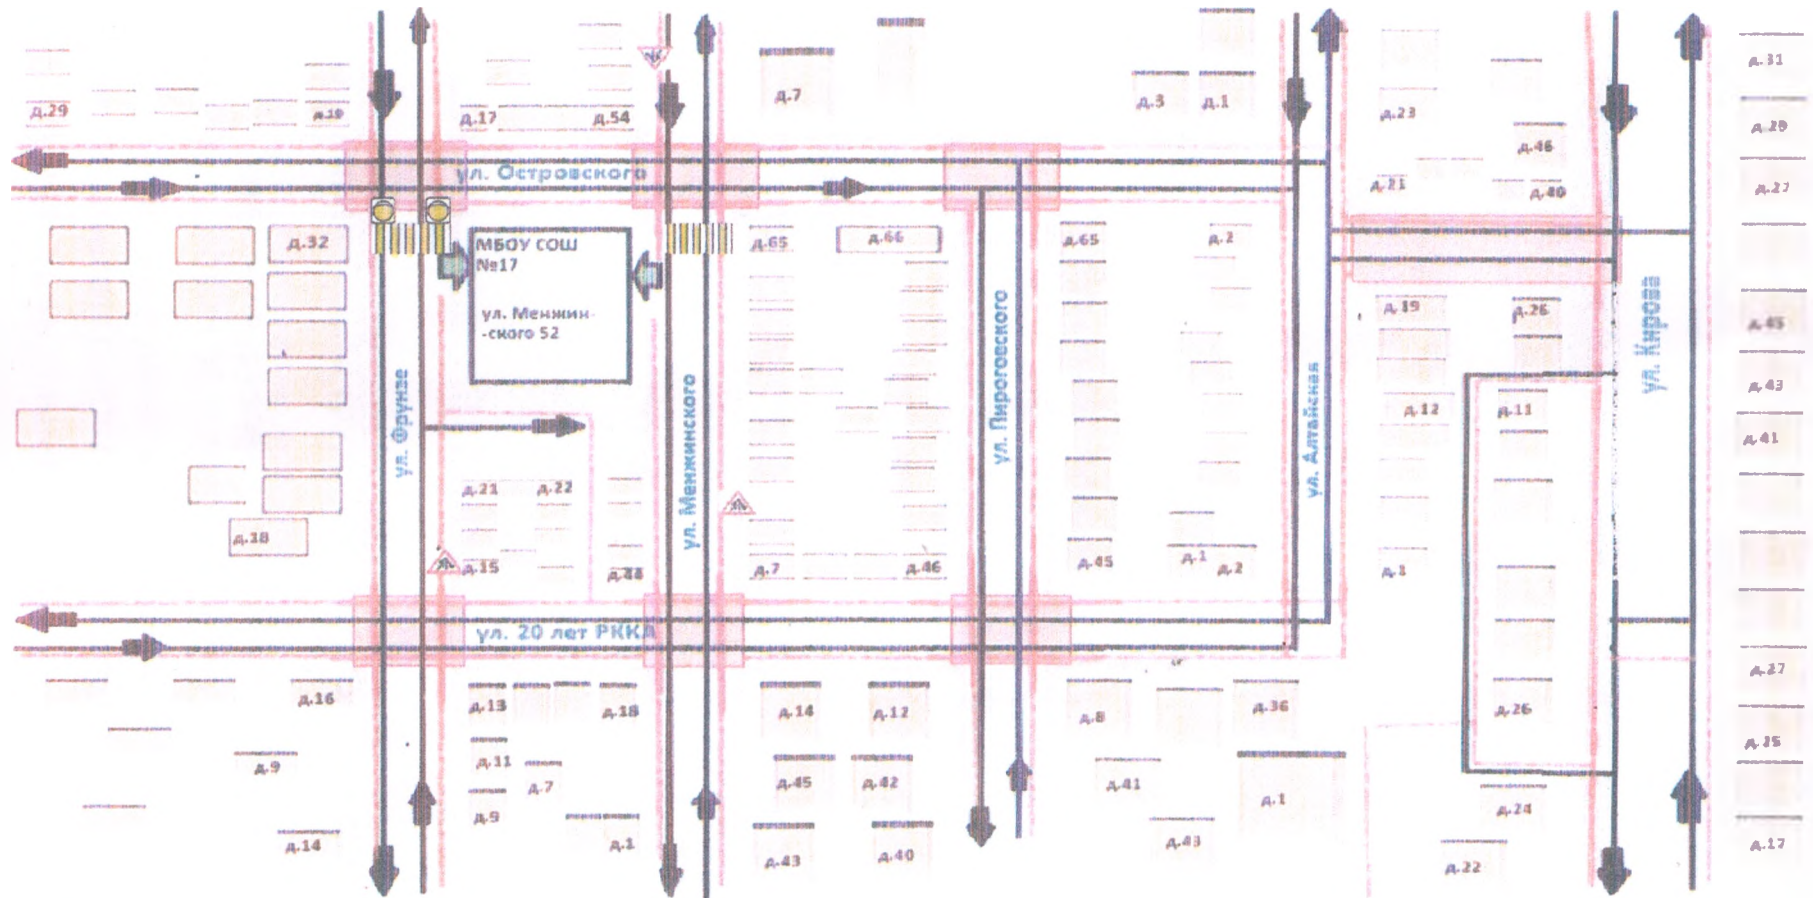 д.29
д.17
д.54
д.7
д.3
д.1
д.23
д.46
д.21
д.40
д.31
д.29
д.27
ул. Островского
д.32
МБОУ СОШ
№17
ул. Менжин-
-ского 52
д.65
д.66
д.65
д.2
д.19
д.26
д.45
д.43
д.41
ул. Фрунзе
ул. Менжинского
ул. Пироговского
ул. Алтайская
ул. Кирова
д.12
д.11
д.21
д.22
д.18
д.15
д.44
д.7
д.46
д.45
д.1
д.2
ул. 20 лет РККА
д.16
д.13
д.18
д.14
д.12
д.8
д.36
д.26
д.27
д.25
д.9
д.11
д.7
д.45
д.42
д.41
д.1
д.24
д.9
д.14
д.1
д.43
д.40
д.43
д.22
д.17